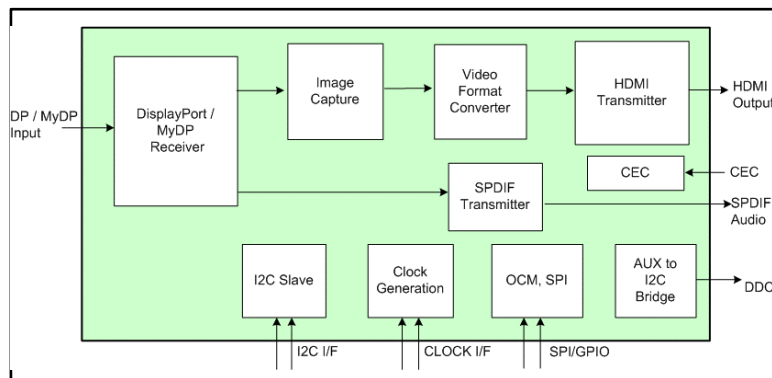 DP / MyDP
Input
DisplayPort /
MyDP
Receiver
Image
Capture
Video
Format
Converter
HDMI
Transmitter
HDMI
Output
CEC
CEC
SPDIF
Transmitter
SPDIF
Audio
I2C Slave
Clock
Generation
OCM, SPI
AUX to
I2C
Bridge
DDC
I2C I/F
CLOCK I/F
SPI/GPIO